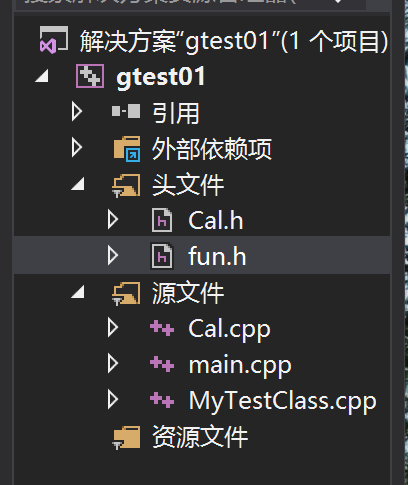 解决方案“gtest01”(1 个项目)
gtest01
引用
外部依赖项
头文件
Cal.h
fun.h
源文件
Cal.cpp
main.cpp
MyTestClass.cpp
资源文件